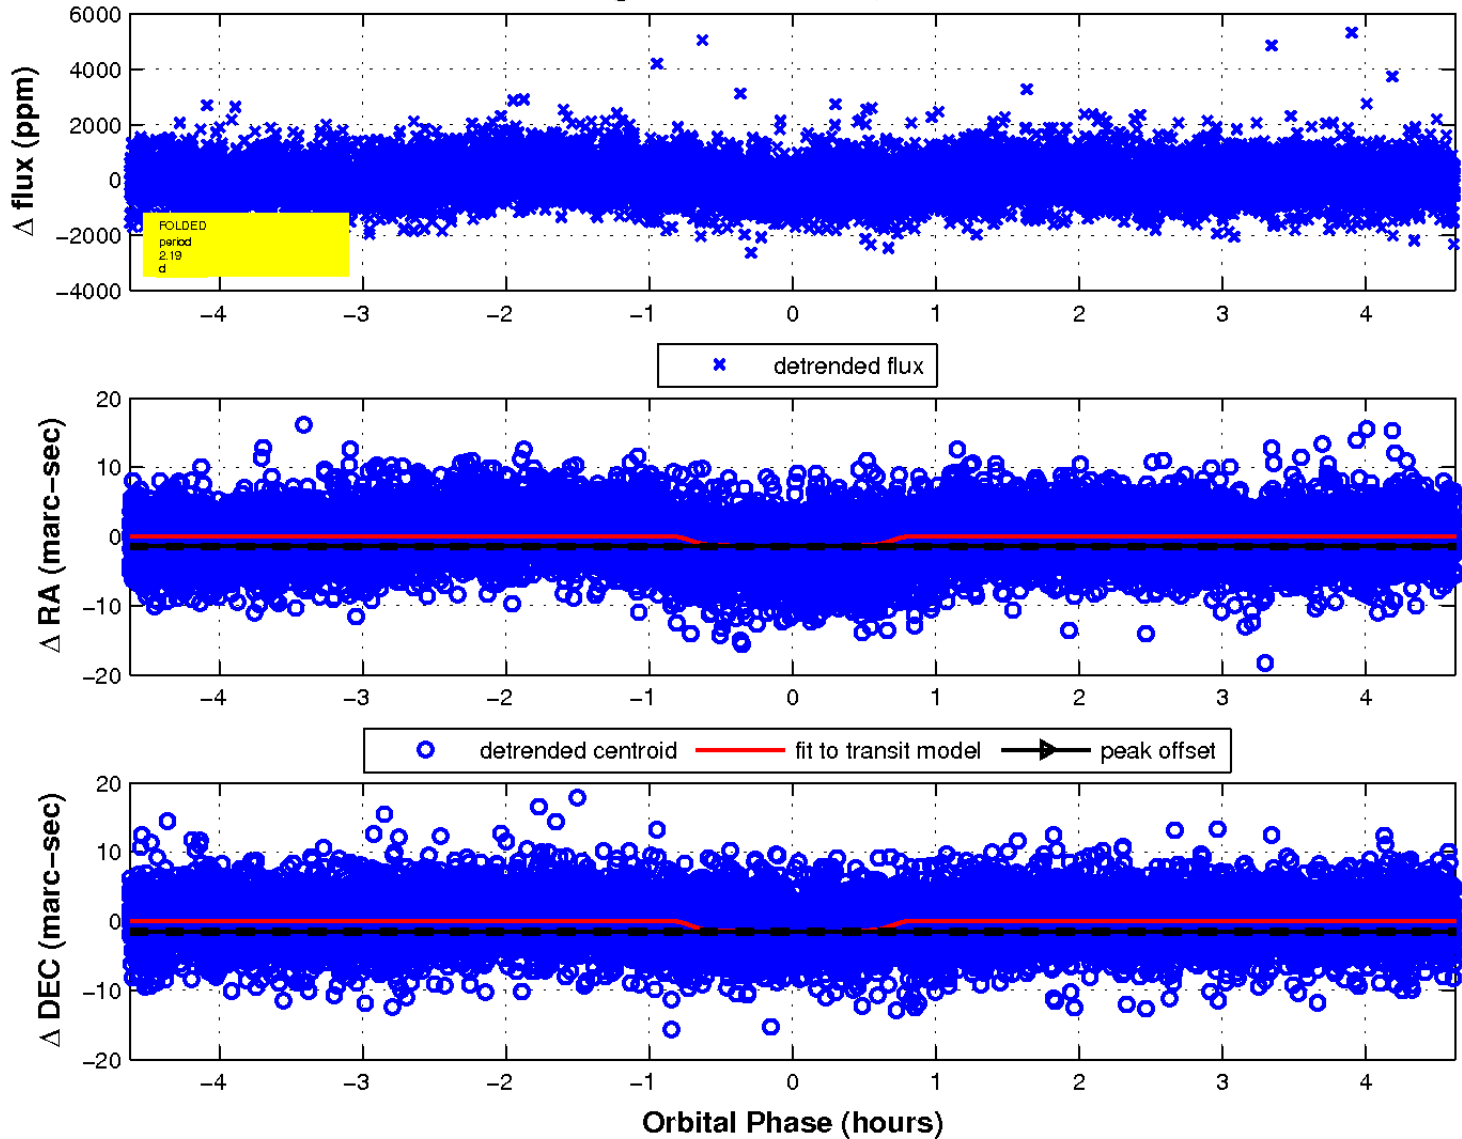 6000
4000
2000
0
−2000
−4000
Δ flux (ppm)
FOLDED
period
2.19
d
−4 −3 −2 −1 0 1 2 3 4
detrended flux
20
10
0
−10
−20
Δ RA (marc−sec)
−4 −3 −2 −1 0 1 2 3 4
detrended centroid fit to transit model peak offset
20
10
0
−10
−20
Δ DEC (marc−sec)
−4 −3 −2 −1 0 1 2 3 4
Orbital Phase (hours)